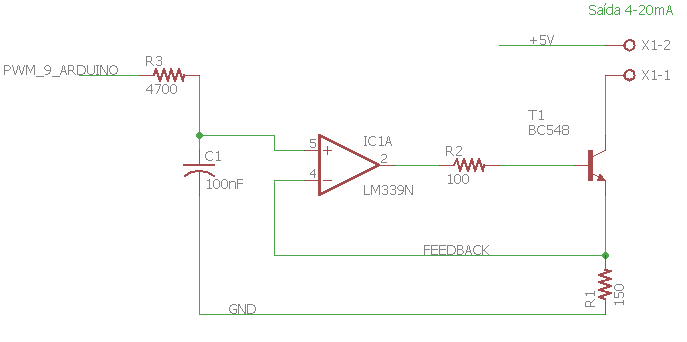 Saída 4-20mA
+5V
X1-2
R3
PWM_9_ARDUINO
X1-1
4700
T1
BC548
IC1A
5
+
C1
2
R2
4
-
100nF
LM339N
100
FEEDBACK
R1
150
GND